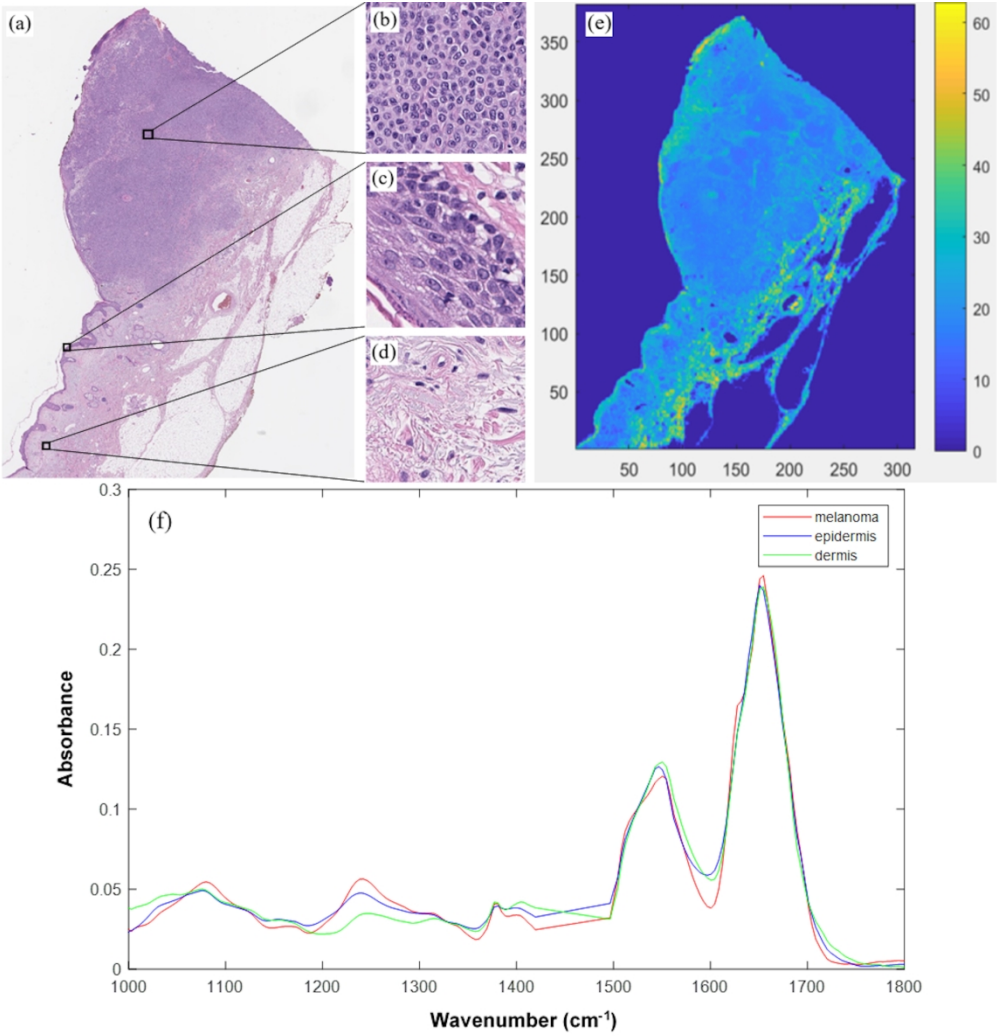 (a)
(b)
(c)
(d)
(e)
350
300
250
200
150
100
50
50 100 150 200 250 300
60
50
40
30
20
10
0
(f)
melanoma
epidermis
dermis
0.3
0.25
0.2
0.15
0.1
0.05
0
Absorbance
1000 1100 1200 1300 1400 1500 1600 1700 1800
Wavenumber (cm⁻¹)